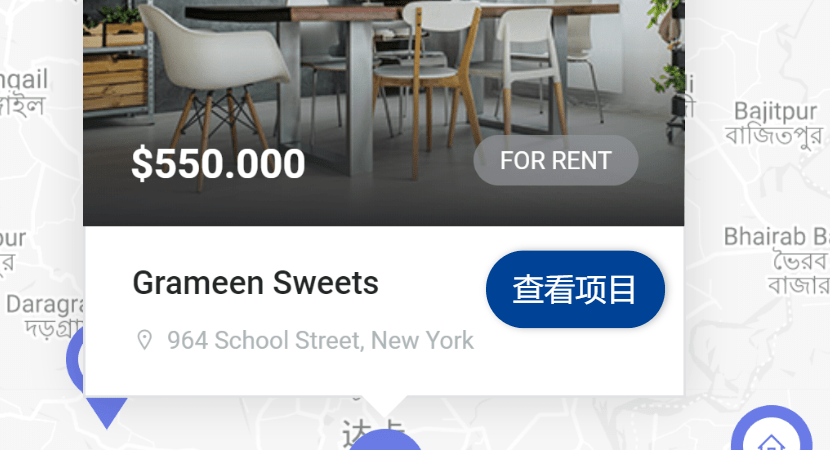 ngail
াইল
Bajitpur
বাজিতপুর
$550.000
FOR RENT
Bhairab Ba
ভৈরব
বাজার
Grameen Sweets
查看项目
964 School Street, New York
Daragra
দড়গ্রা
达卡